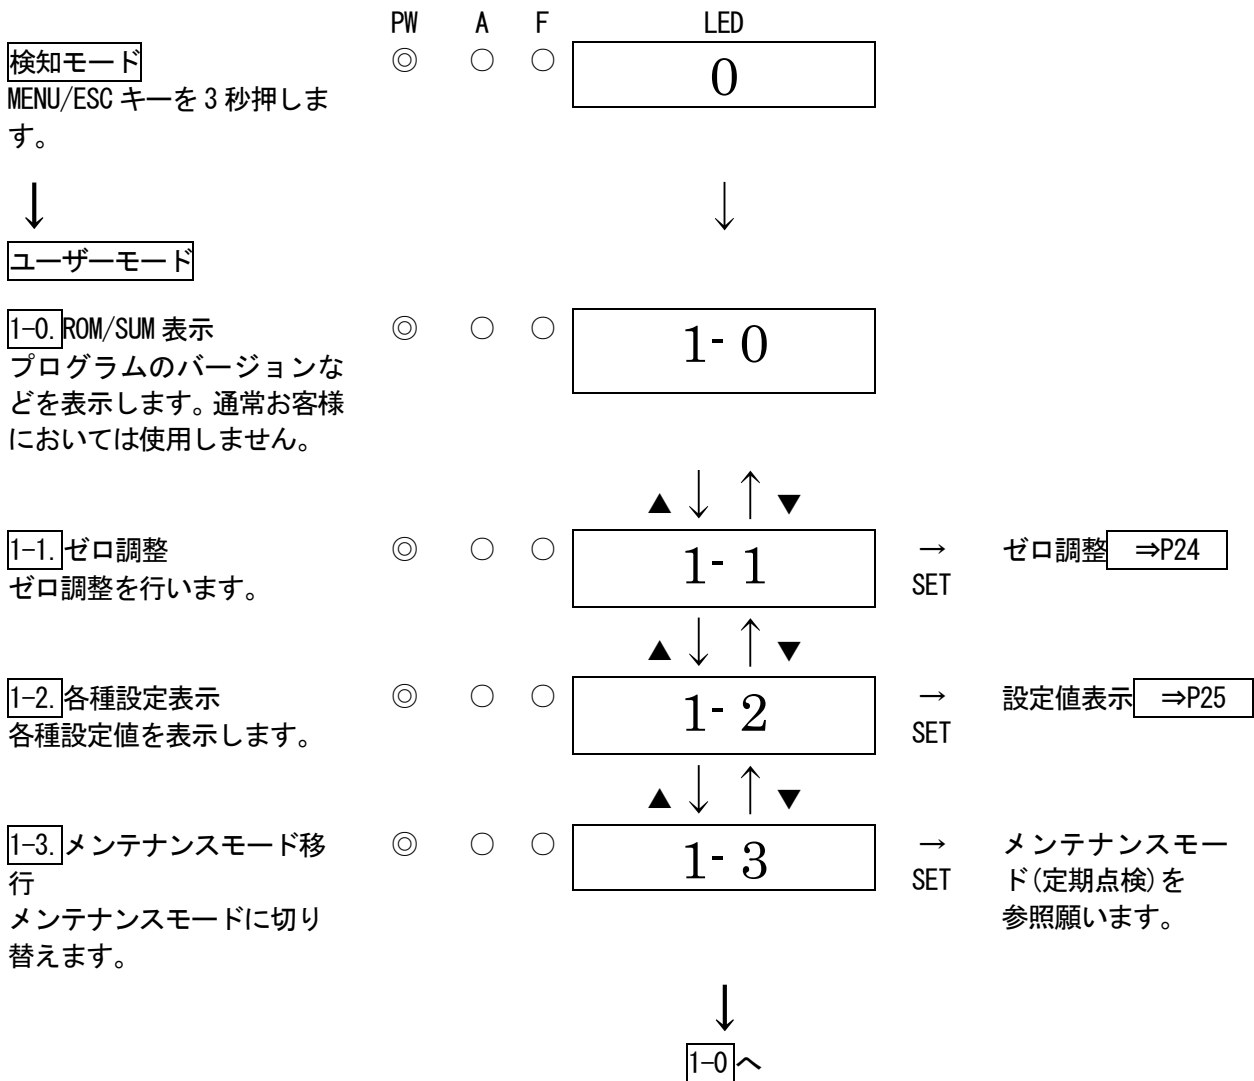 PW A F LED
検知モード ◎ ○ ○ 0
MENU/ESC キーを 3 秒押しま
す。
↓ ↓
ユーザーモード
1-0. ROM/SUM 表示 ◎ ○ ○ 1- 0
プログラムのバージョンな
どを表示します。通常お客様
においては使用しません。
▲ ↓ ↑ ▼
1-1. ゼロ調整 ◎ ○ ○ 1- 1 → ゼロ調整 ⇒P24
ゼロ調整を行います。 SET
▲ ↓ ↑ ▼
1-2. 各種設定表示 ◎ ○ ○ 1- 2 → 設定値表示 ⇒P25
各種設定値を表示します。 SET
▲ ↓ ↑ ▼
1-3. メンテナンスモード移 ◎ ○ ○ 1- 3 → メンテナンスモー
行 SET ド(定期点検)を
メンテナンスモードに切り 参照願います。
替えます。
↓
1-0 へ